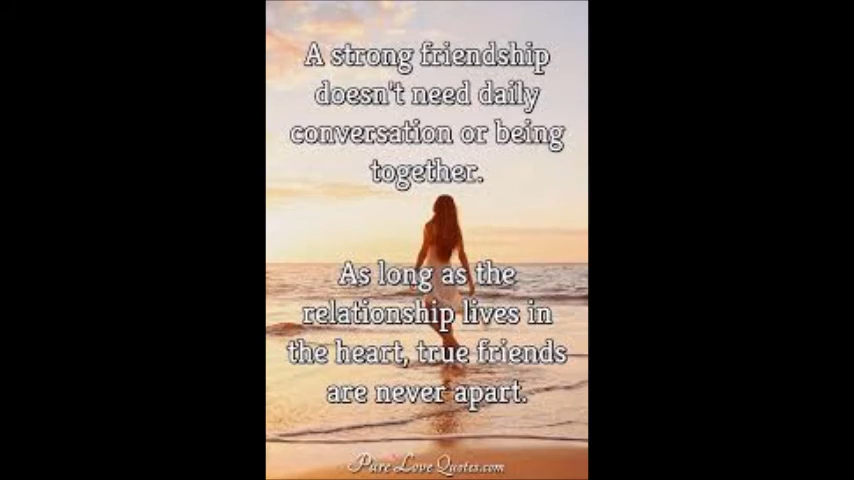 A strong friendship
doesn't need daily
conversation or being
together.
As long as the
relationship lives in
the heart, true friends
are never apart.
PureLoveQuotes.com